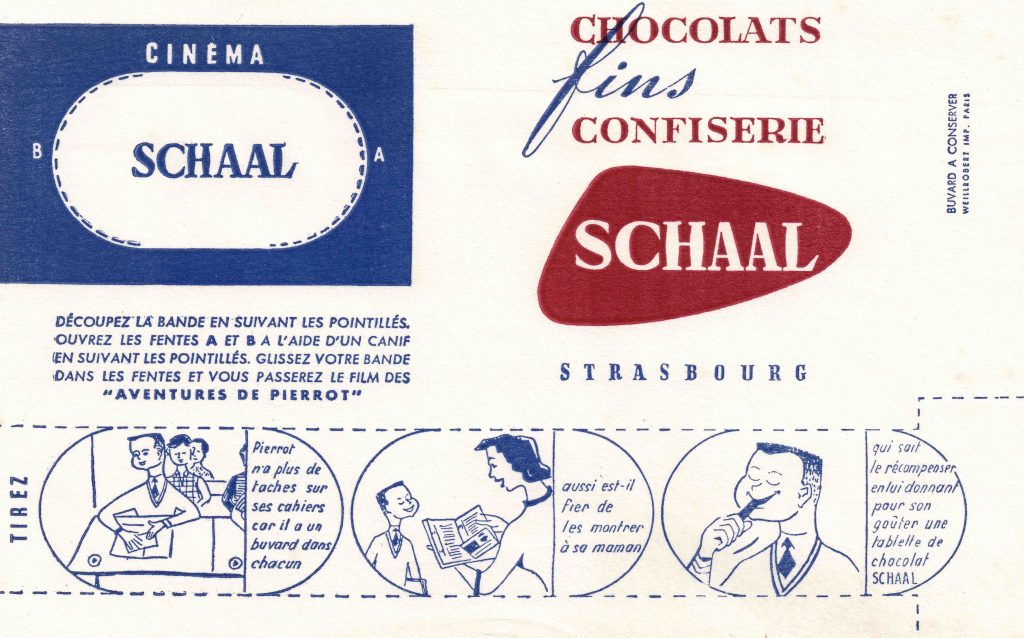 CINÉMA
B
SCHAAL
A
CHOCOLATS
fins
CONFISERIE
SCHAAL
STRASBOURG
BUVARD A CONSERVER
WEILLROBERT IMP. PARIS
DÉCOUPEZ LA BANDE EN SUIVANT LES POINTILLÉS.
OUVREZ LES FENTES A ET B A L'AIDE D'UN CANIF
EN SUIVANT LES POINTILLÉS. GLISSEZ VOTRE BANDE
DANS LES FENTES ET VOUS PASSEREZ LE FILM DES
"AVENTURES DE PIERROT"
TIREZ
Pierrot
n'a plus de
taches sur
ses cahiers
car il a un
buvard dans
chacun
aussi est-il
fier de
les montrer
à sa maman
qui sait
le récompenser
en lui donnant
pour son
goûter une
tablette de
chocolat
SCHAAL